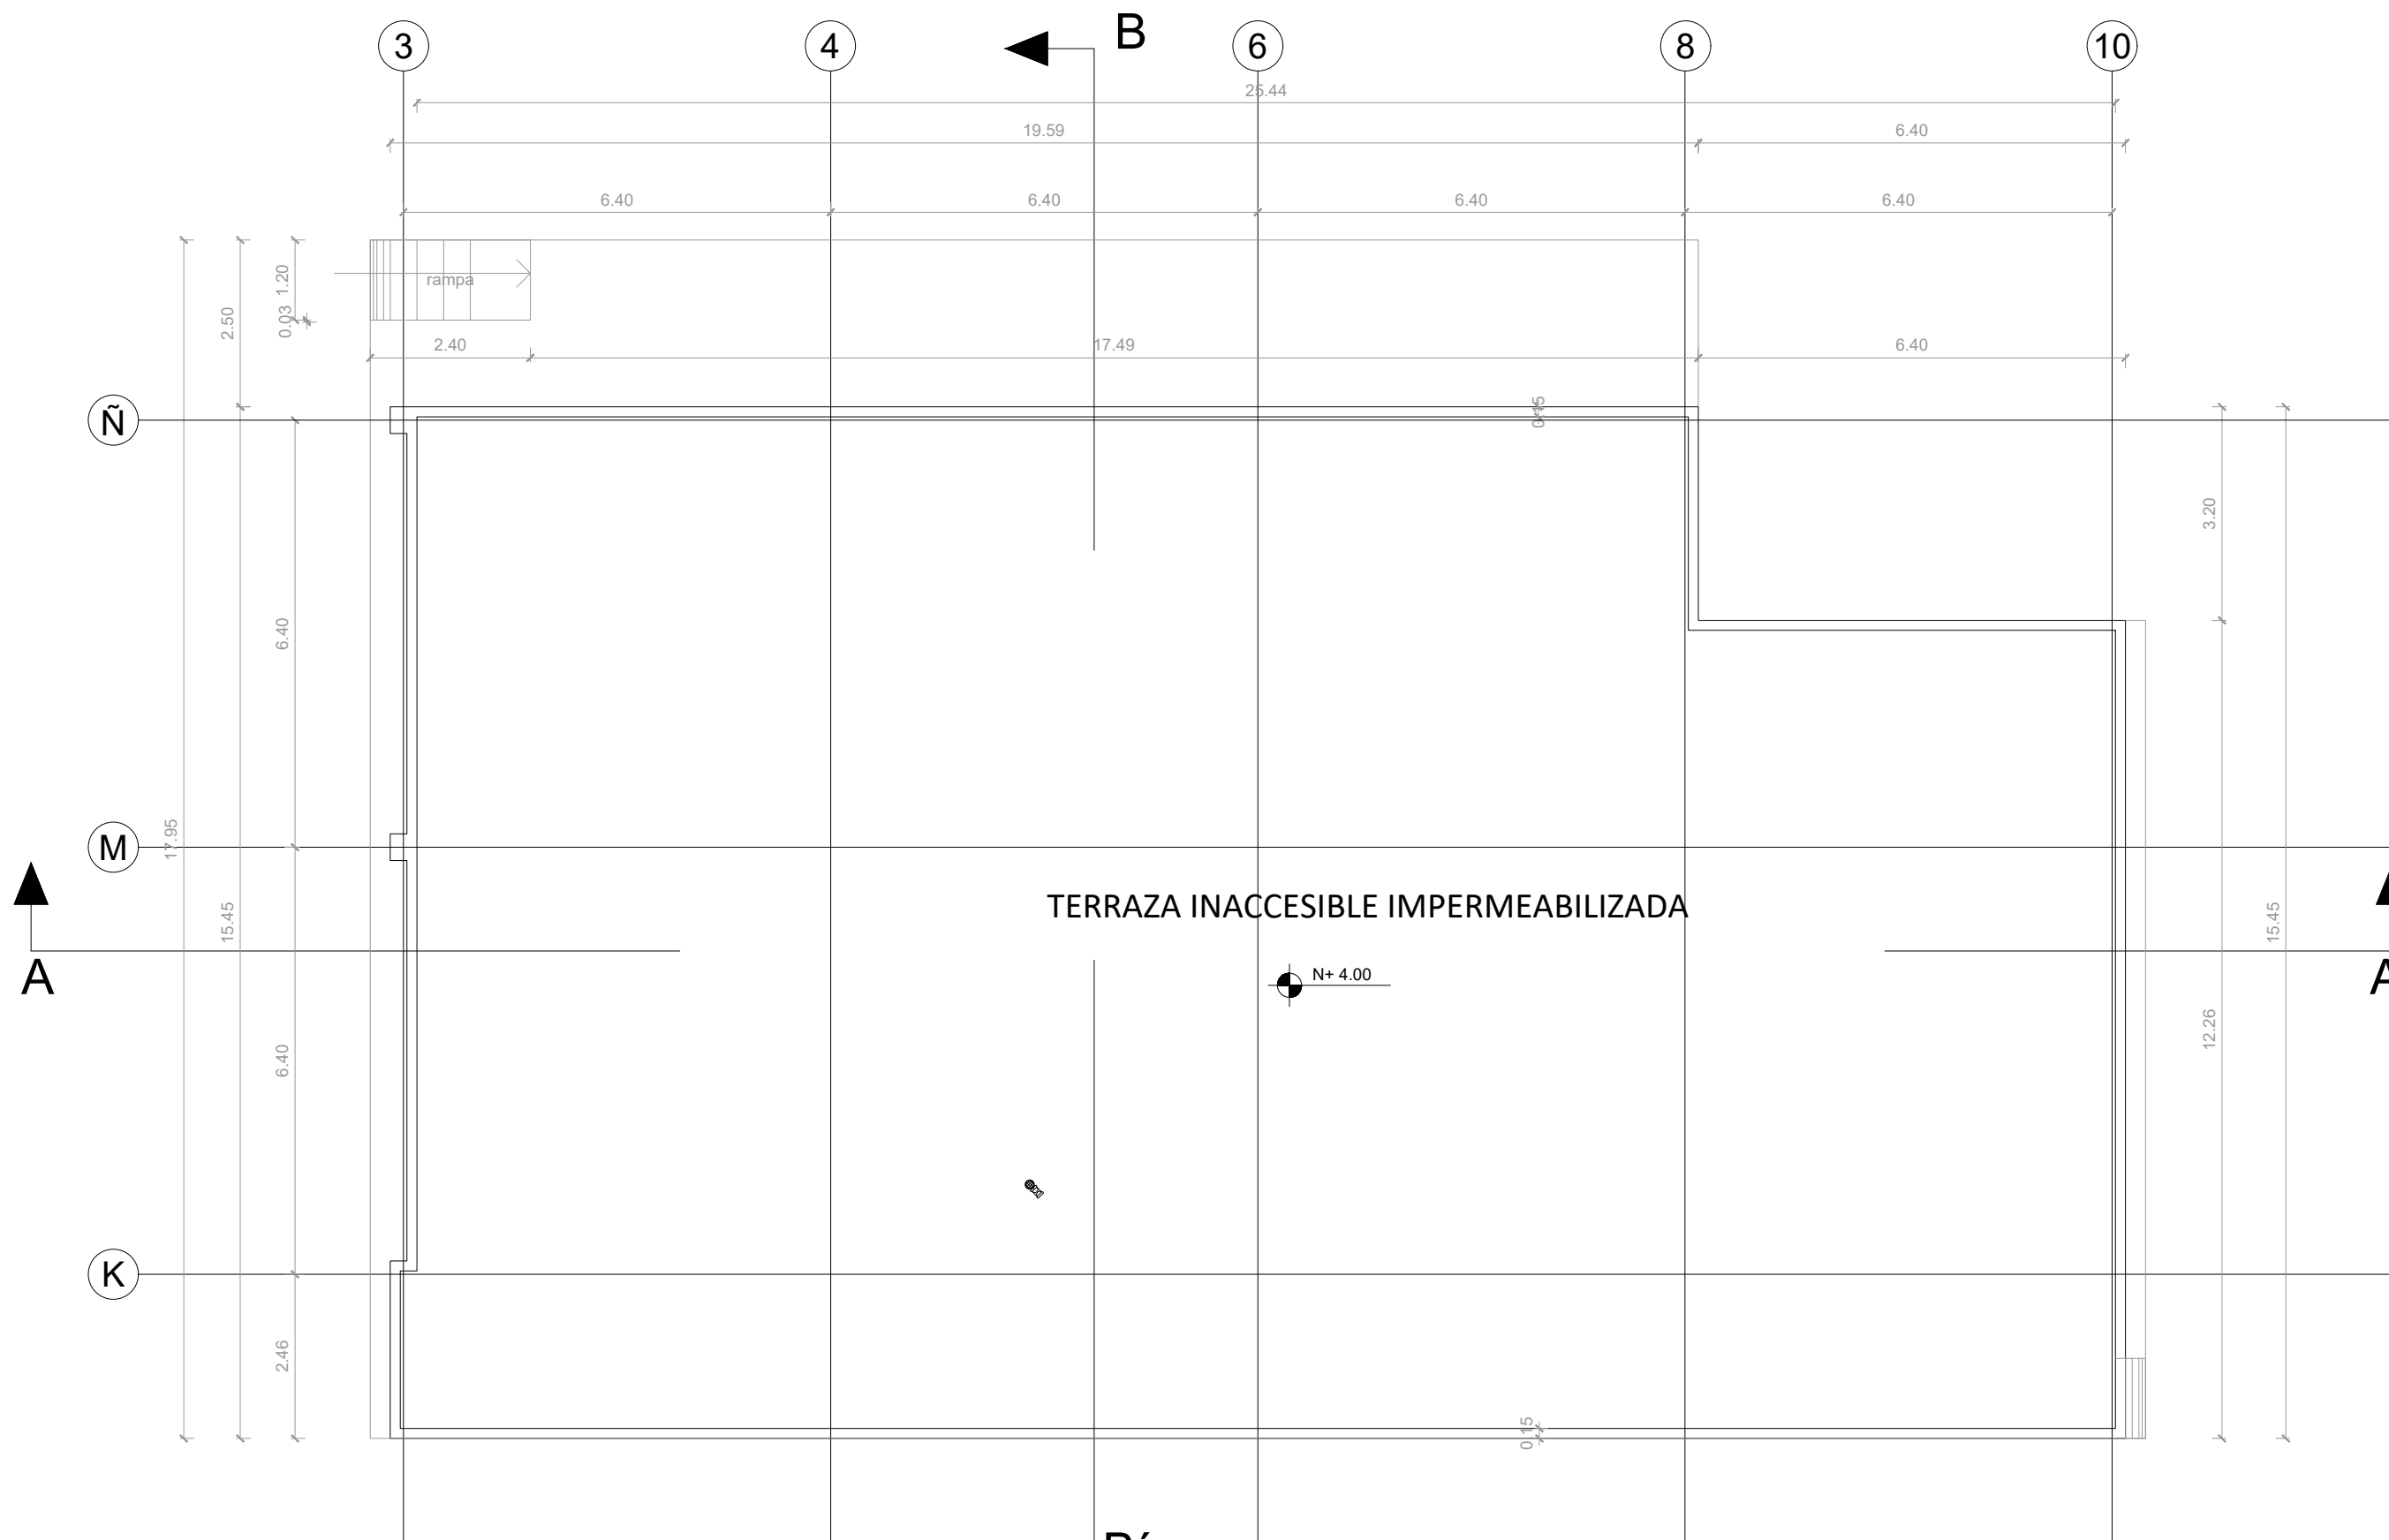 3 4 B 6 8 10
25.44
19.59 6.40
6.40 6.40 6.40 6.40
1.20
rampa
2.50
0.03
2.40 17.49 6.40
0.15
Ñ
3.20
6.40
17.95
M
TERRAZA INACCESIBLE IMPERMEABILIZADA
15.45 15.45
A N+ 4.00 A
12.26
6.40
K
2.46
0.15
B´